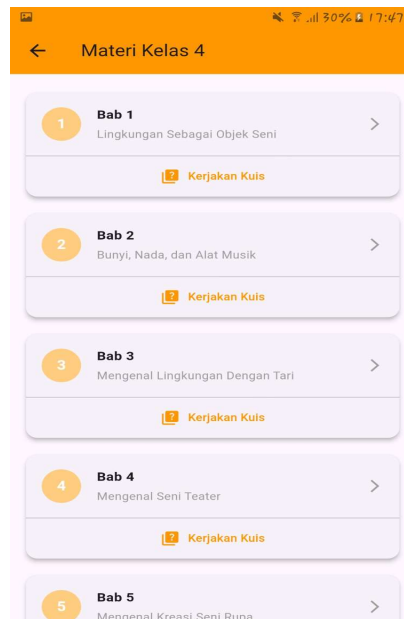 30% 17:47
Materi Kelas 4
1
Bab 1
Lingkungan Sebagai Objek Seni
Kerjakan Kuis
2
Bab 2
Bunyi, Nada, dan Alat Musik
Kerjakan Kuis
3
Bab 3
Mengenal Lingkungan Dengan Tari
Kerjakan Kuis
4
Bab 4
Mengenal Seni Teater
Kerjakan Kuis
5
Bab 5
Mengenal Kreasi Seni Rupa